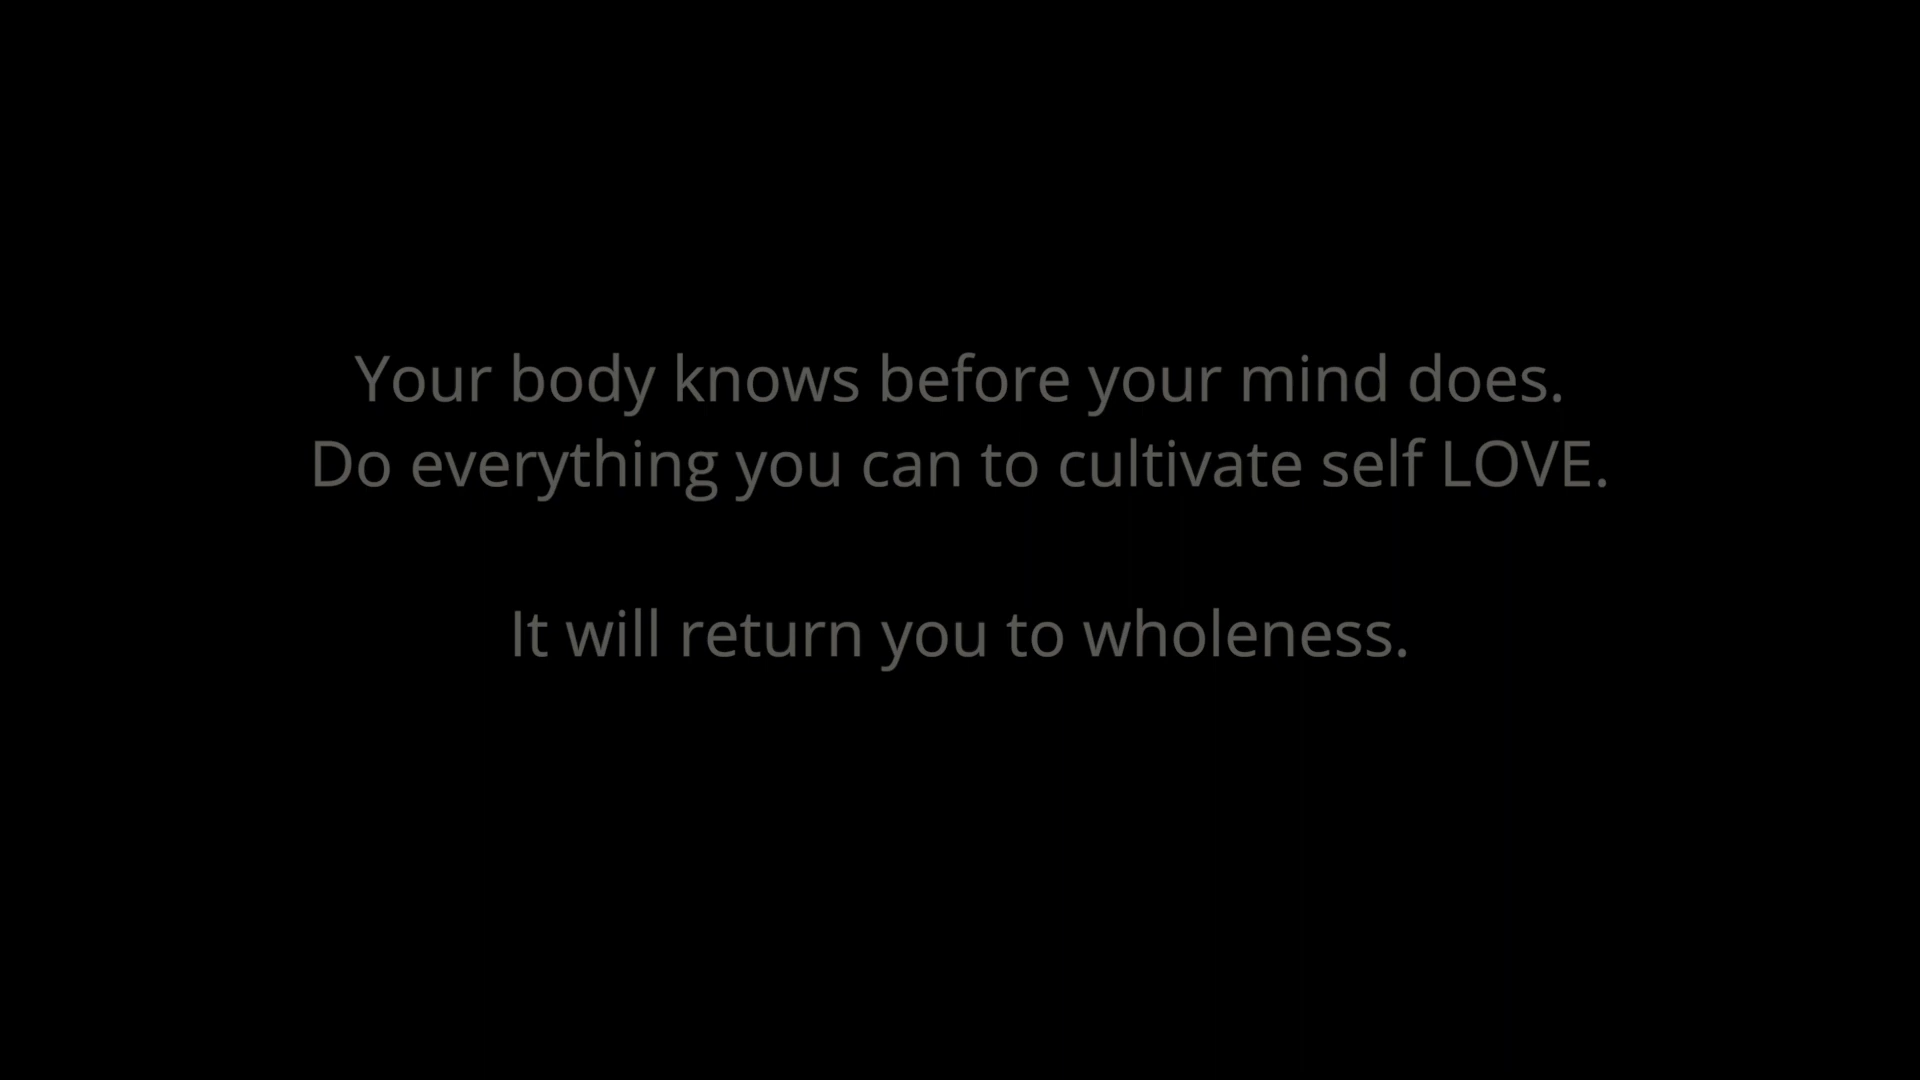 Your body knows before your mind does.
Do everything you can to cultivate self LOVE.
It will return you to wholeness.